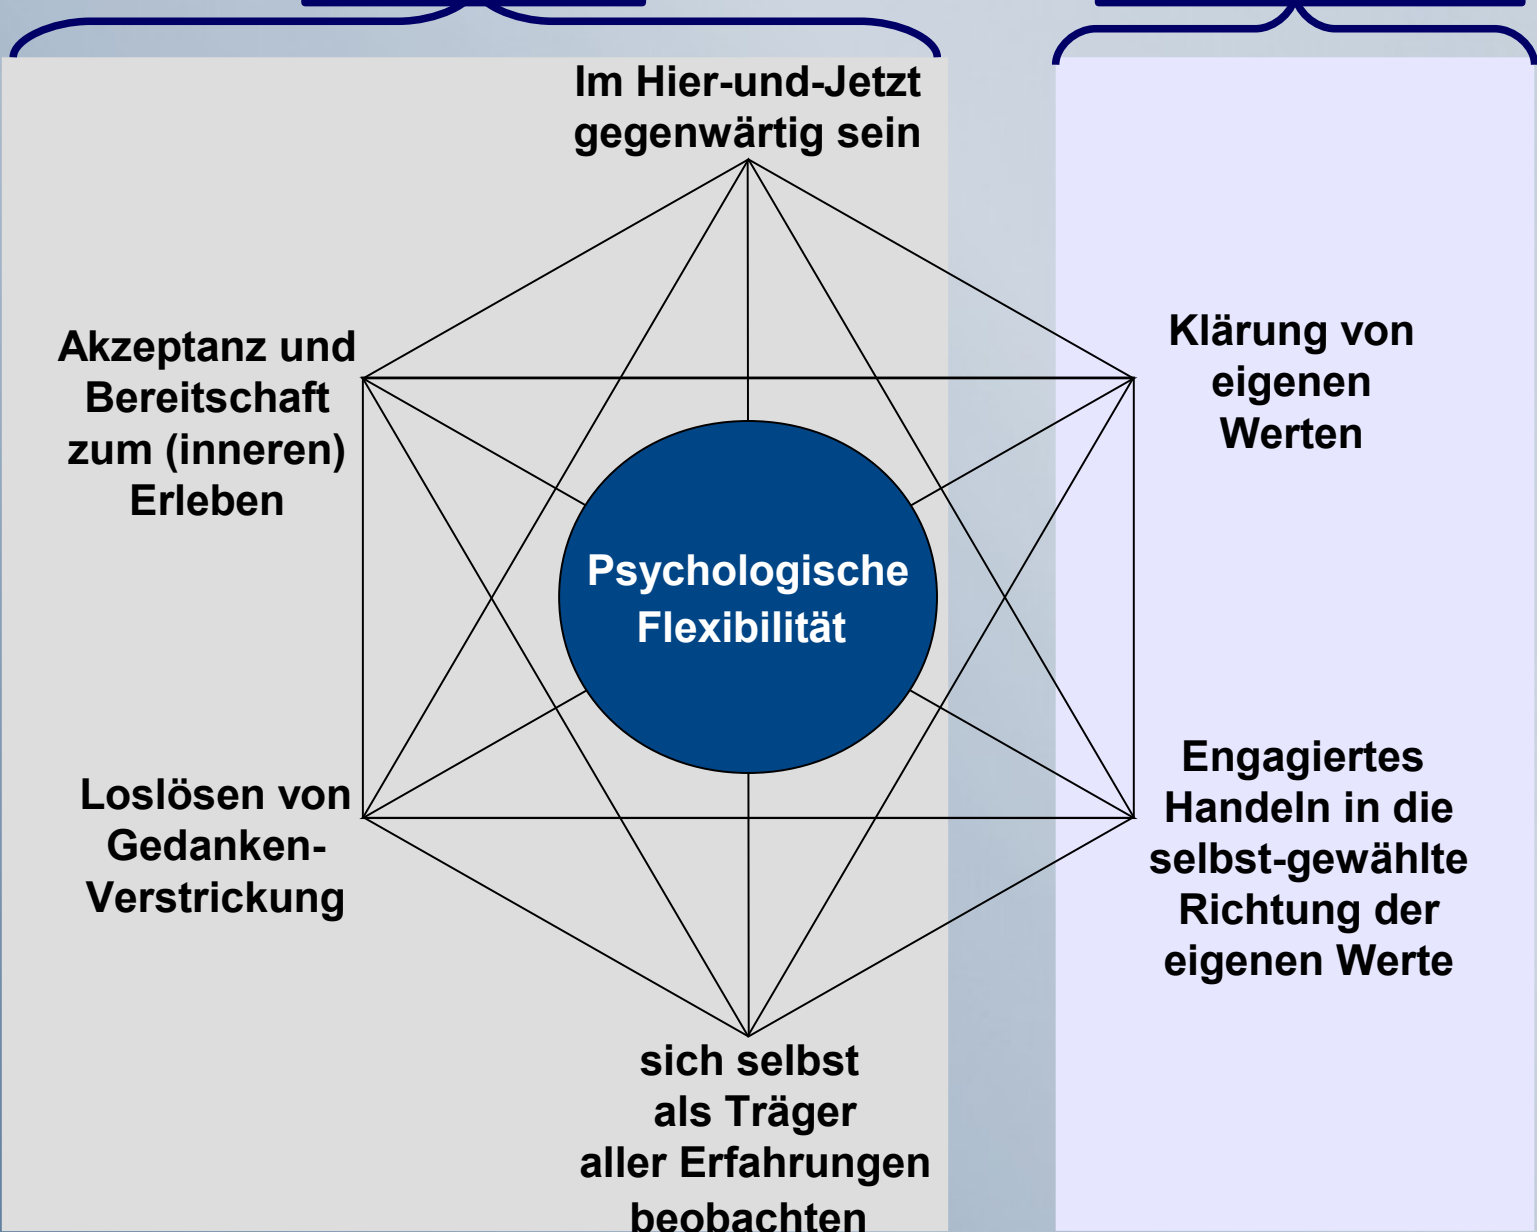 Im Hier-und-Jetzt
gegenwärtig sein
Akzeptanz und
Bereitschaft
zum (inneren)
Erleben
Klärung von
eigenen
Werten
Psychologische
Flexibilität
Loslösen von
Gedanken-
Verstrickung
Engagiertes
Handeln in die
selbst-gewählte
Richtung der
eigenen Werte
sich selbst
als Träger
aller Erfahrungen
beobachten